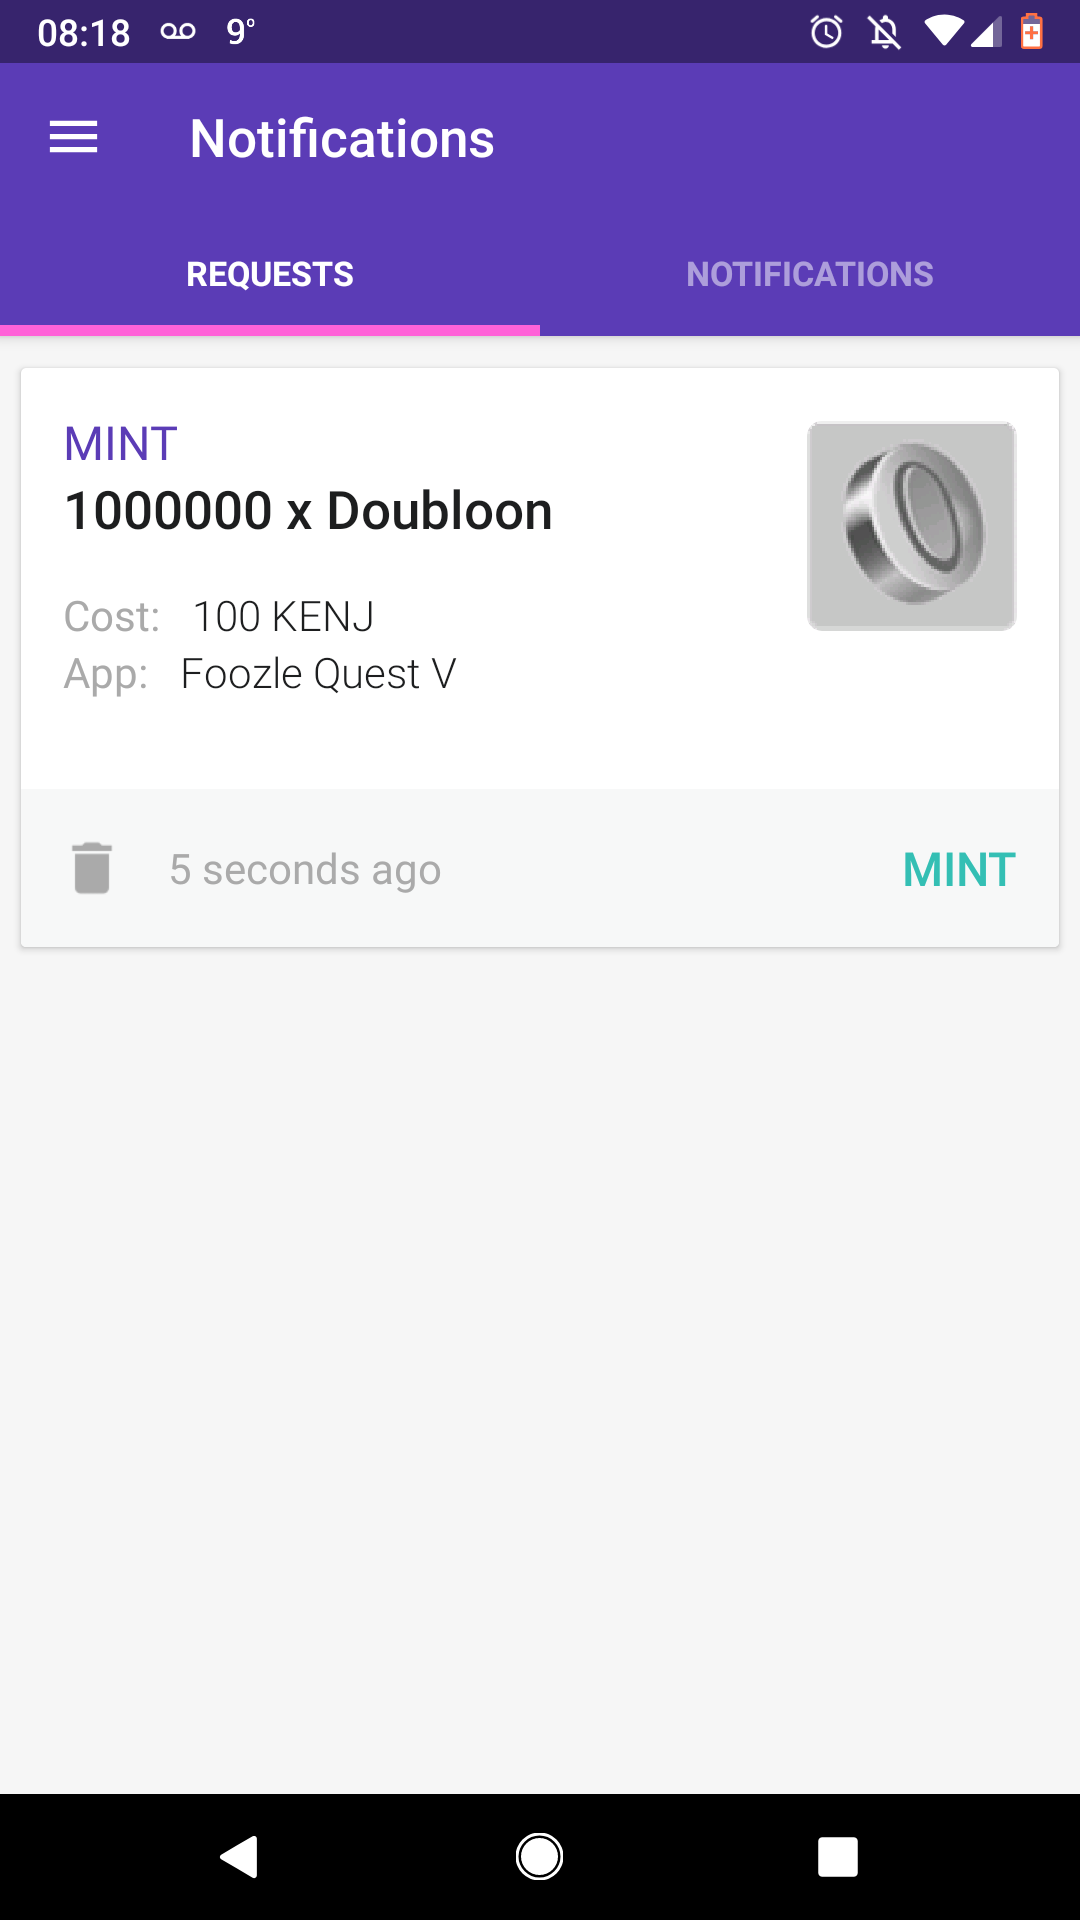 08:18 9°
Notifications
REQUESTS NOTIFICATIONS
MINT
1000000 x Doubloon
Cost: 100 KENJ
App: Foozle Quest V
5 seconds ago MINT